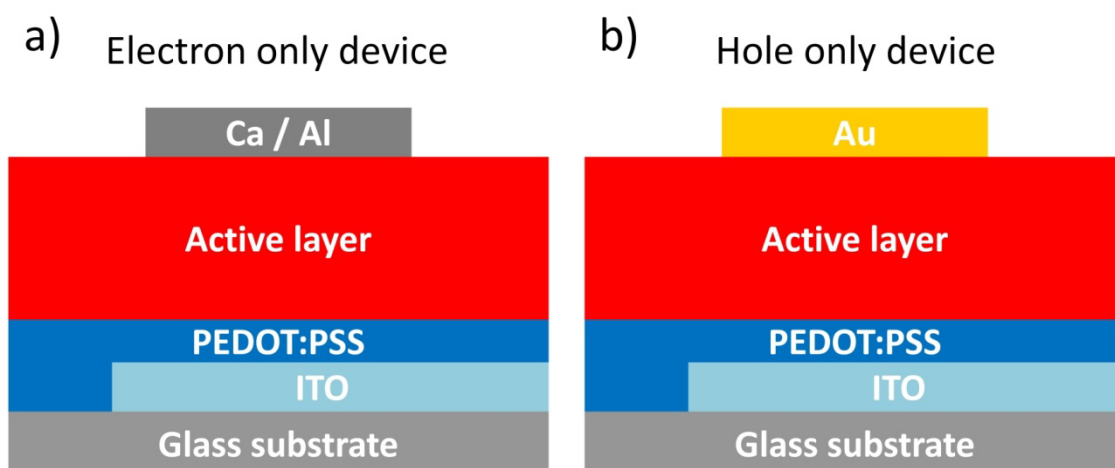 a) Electron only device
Ca / Al
Active layer
PEDOT:PSS
ITO
Glass substrate
b) Hole only device
Au
Active layer
PEDOT:PSS
ITO
Glass substrate